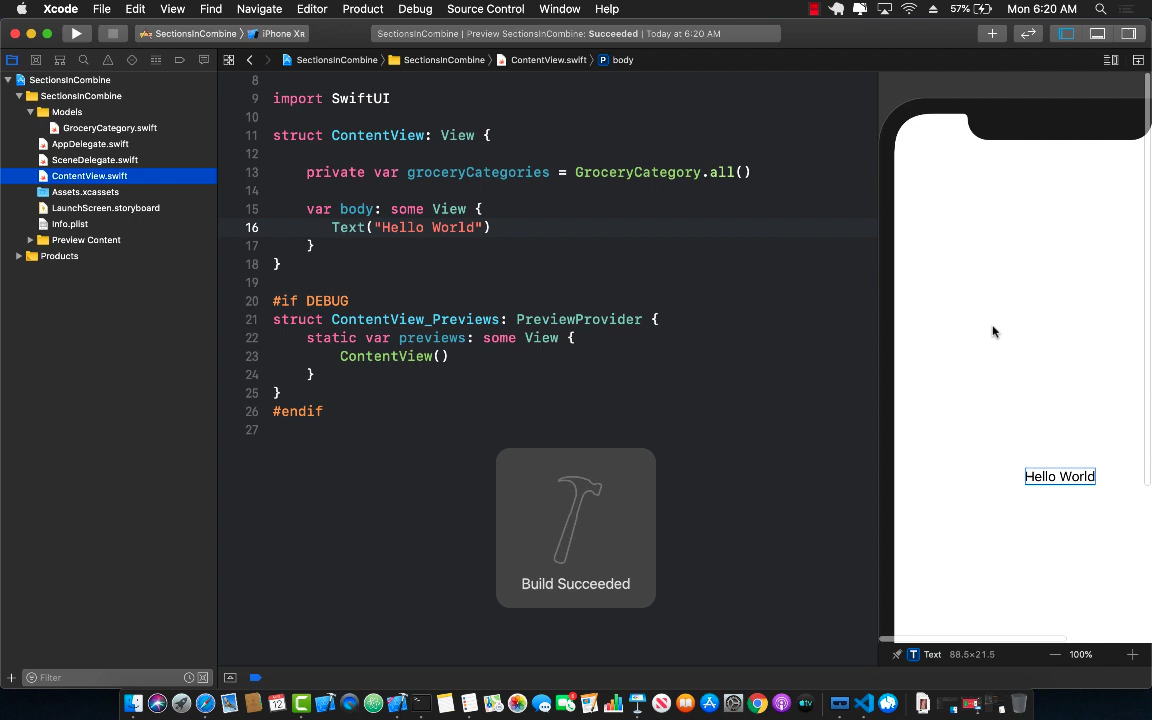 Xcode File Edit View Find Navigate Editor Product Debug Source Control Window Help 57% Mon 6:20 AM
SectionsInCombine iPhone XR SectionsInCombine | Preview SectionsInCombine: Succeeded | Today at 6:20 AM
SectionsInCombine SectionsInCombine ContentView.swift P body
SectionsInCombine
SectionsInCombine
Models
GroceryCategory.swift
AppDelegate.swift
SceneDelegate.swift
ContentView.swift
Assets.xcassets
LaunchScreen.storyboard
Info.plist
Preview Content
Products
Filter
8
9 import SwiftUI
10
11 struct ContentView: View {
12
13 private var groceryCategories = GroceryCategory.all()
14
15 var body: some View {
16 Text("Hello World")
17 }
18 }
19
20 #if DEBUG
21 struct ContentView_Previews: PreviewProvider {
22 static var previews: some View {
23 ContentView()
24 }
25 }
26 #endif
27
Build Succeeded
Hello World
T Text 88.5×21.5 100%